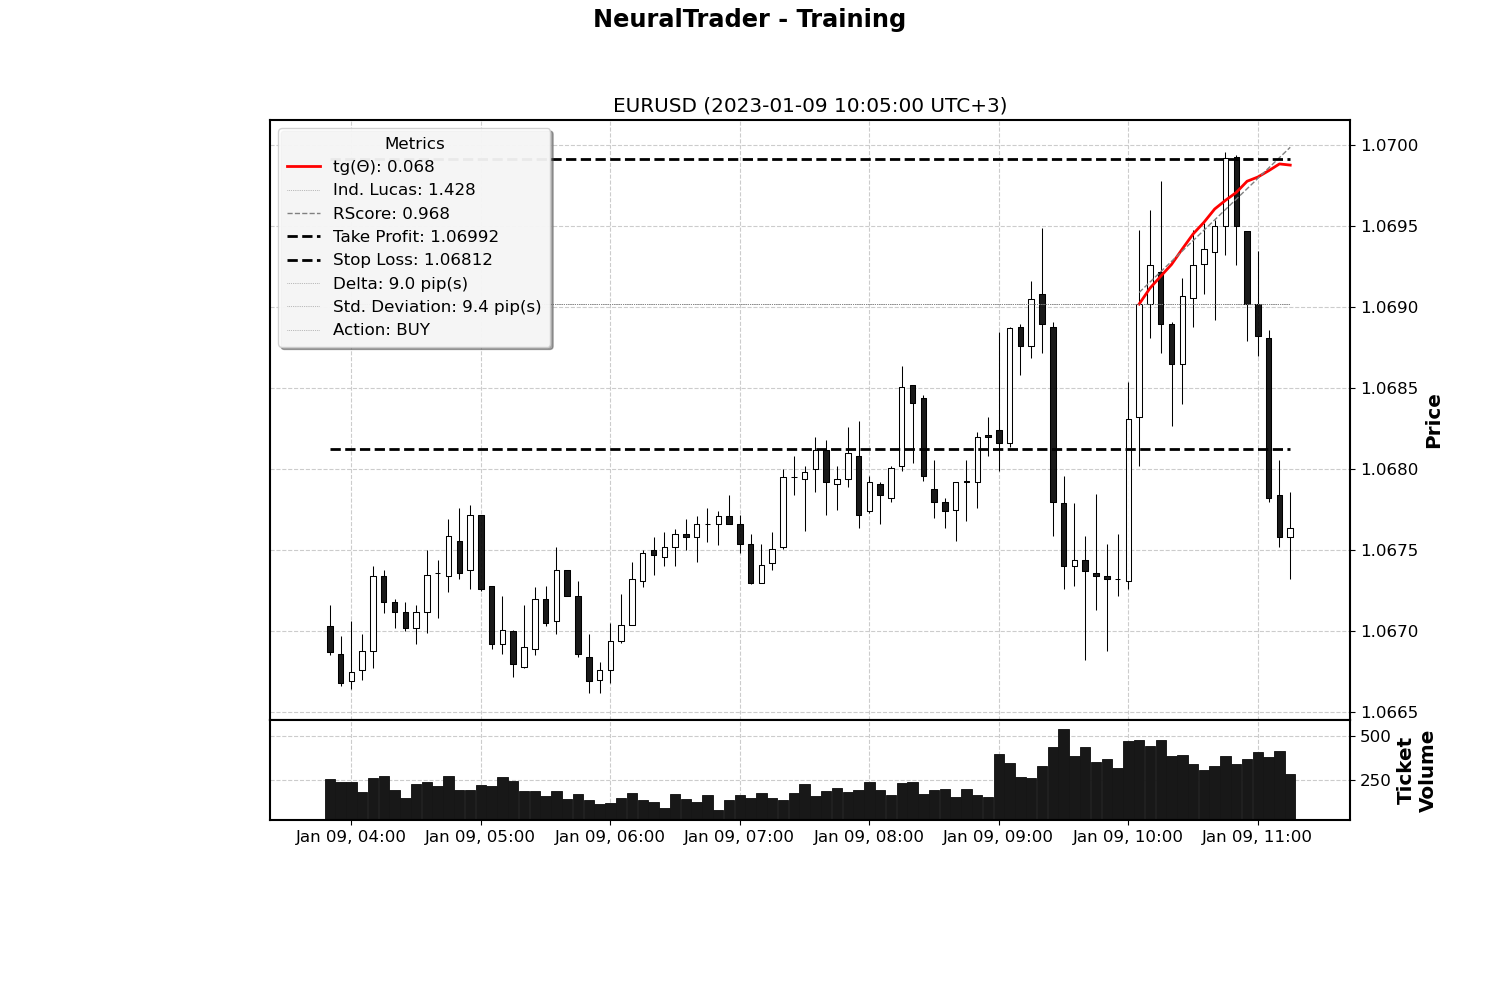 NeuralTrader - Training
EURUSD (2023-01-09 10:05:00 UTC+3)
Metrics
tg(Θ): 0.068
Ind. Lucas: 1.428
RScore: 0.968
Take Profit: 1.06992
Stop Loss: 1.06812
Delta: 9.0 pip(s)
Std. Deviation: 9.4 pip(s)
Action: BUY
1.0700
1.0695
1.0690
1.0685
1.0680
1.0675
1.0670
1.0665
Price
500
250
Ticket
Volume
Jan 09, 04:00
Jan 09, 05:00
Jan 09, 06:00
Jan 09, 07:00
Jan 09, 08:00
Jan 09, 09:00
Jan 09, 10:00
Jan 09, 11:00